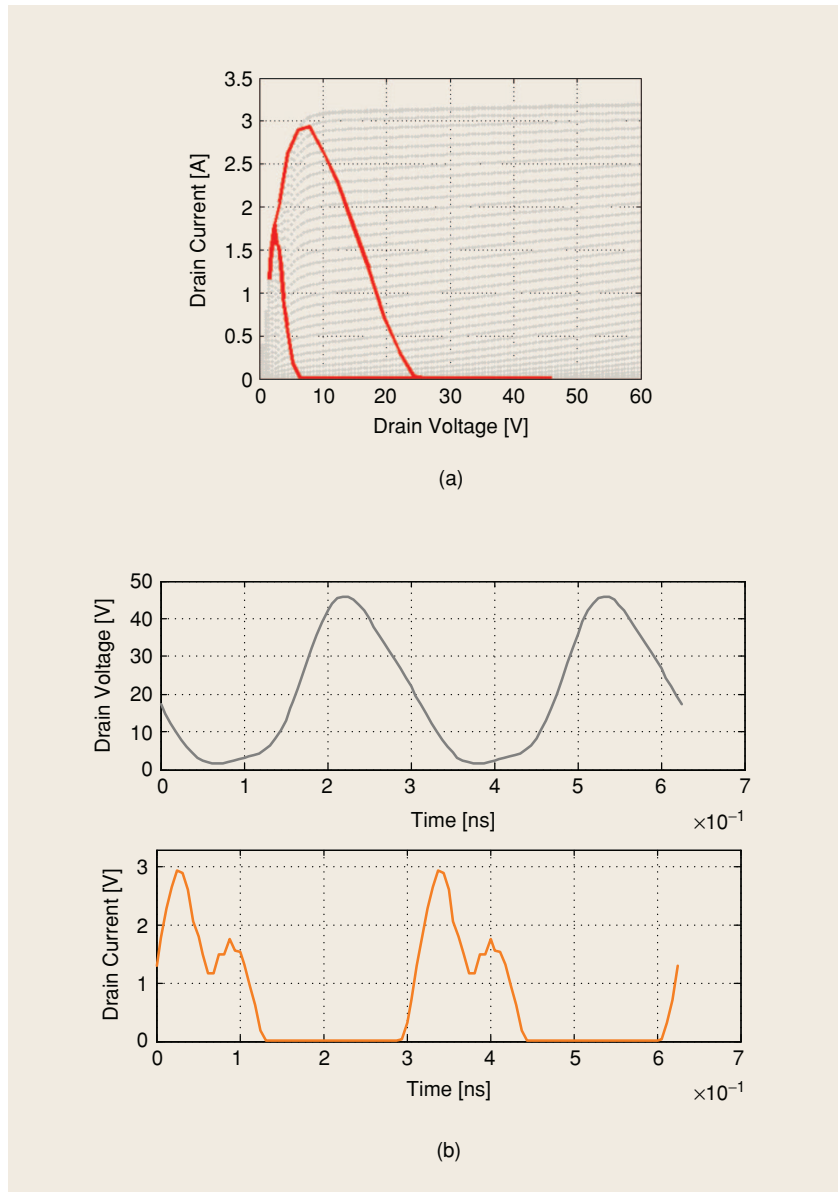 3.5
3
2.5
2
1.5
1
0.5
0
Drain Current [A]
0 10 20 30 40 50 60
Drain Voltage [V]
(a)
50
40
30
20
10
0
Drain Voltage [V]
0 1 2 3 4 5 6 7
Time [ns] ×10−1
3
2
1
0
Drain Current [V]
0 1 2 3 4 5 6 7
Time [ns] ×10−1
(b)